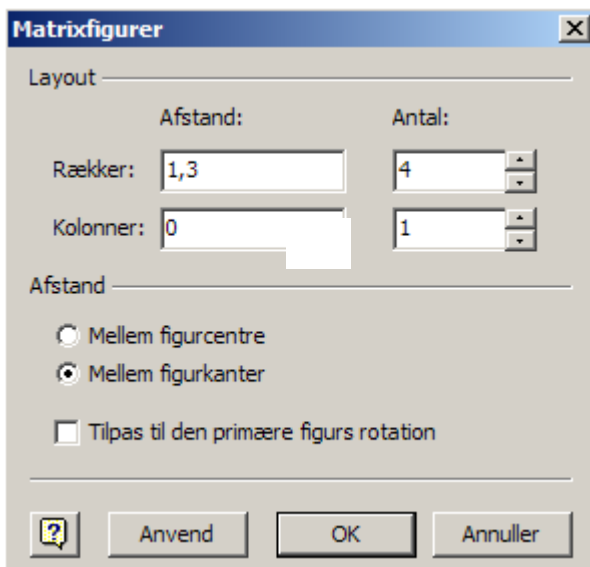 Matrixfigurer
Layout
Afstand: Antal:
Rækker: 1,3 4
Kolonner: 0 1
Afstand
Mellem figurcentre
Mellem figurkanter
Tilpas til den primære figurs rotation
? Anvend OK Annuller